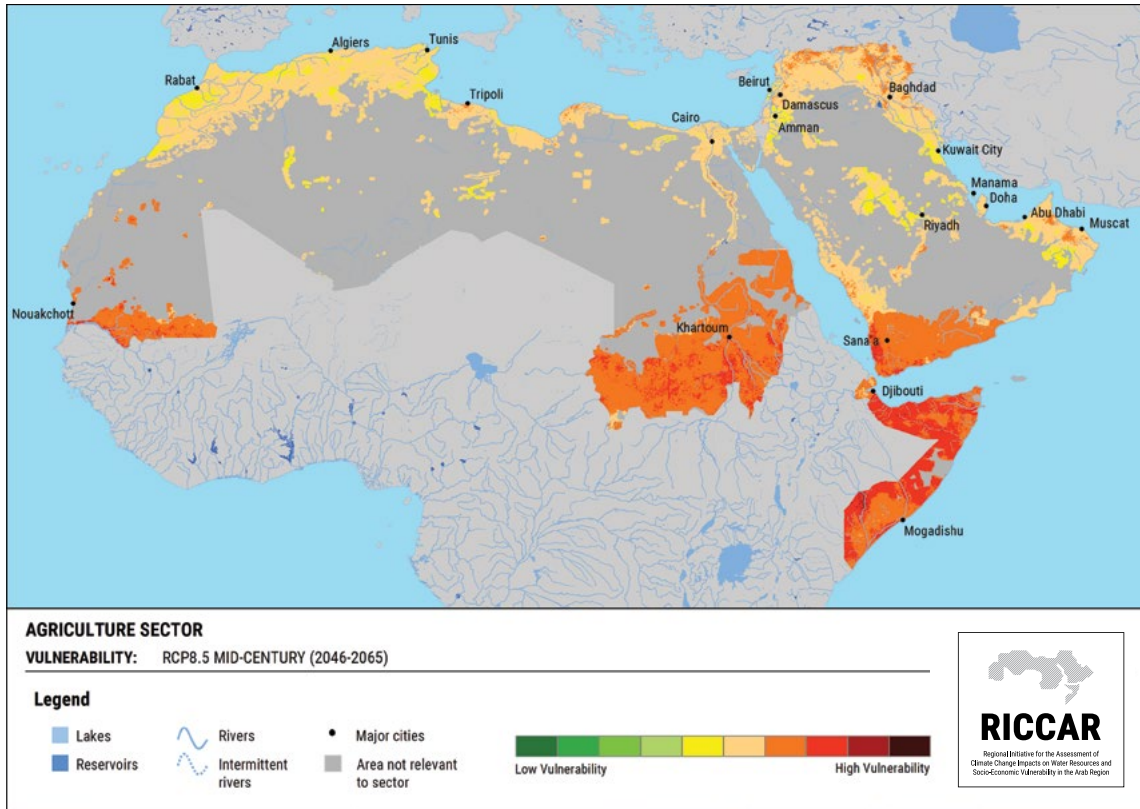 Algiers
Tunis
Rabat
Tripoli
Beirut
Baghdad
Damascus
Cairo
Amman
Kuwait City
Manama
Doha
Abu Dhabi
Muscat
Riyadh
Nouakchott
Khartoum
Sana'a
Djibouti
Mogadishu
AGRICULTURE SECTOR
VULNERABILITY: RCP8.5 MID-CENTURY (2046-2065)
Legend
Lakes
Rivers
Major cities
Reservoirs
Intermittent
rivers
Area not relevant
to sector
Low Vulnerability
High Vulnerability
RICCAR
Regional Initiative for the Assessment of
Climate Change Impacts on Water Resources and
Socio-Economic Vulnerability in the Arab Region